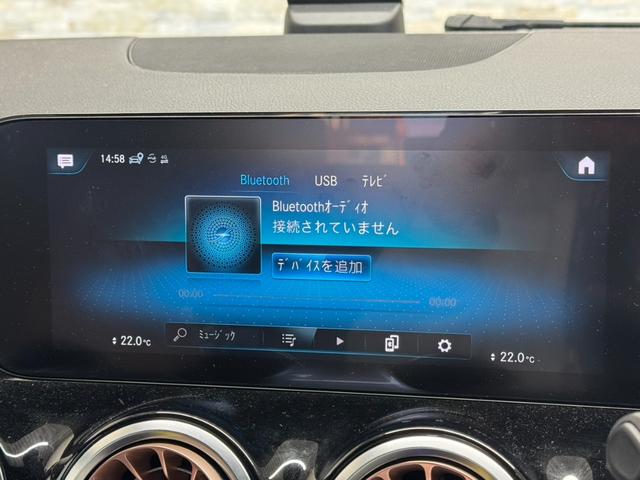 14:58 4G
Bluetooth USB ﾃﾚﾋﾞ
Bluetoothｵｰﾃﾞｨｵ
接続されていません
ﾃﾞﾊﾞｲｽを追加
00:00 00:00
ﾐｭｰｼﾞｯｸ
22.0°C 22.0°C